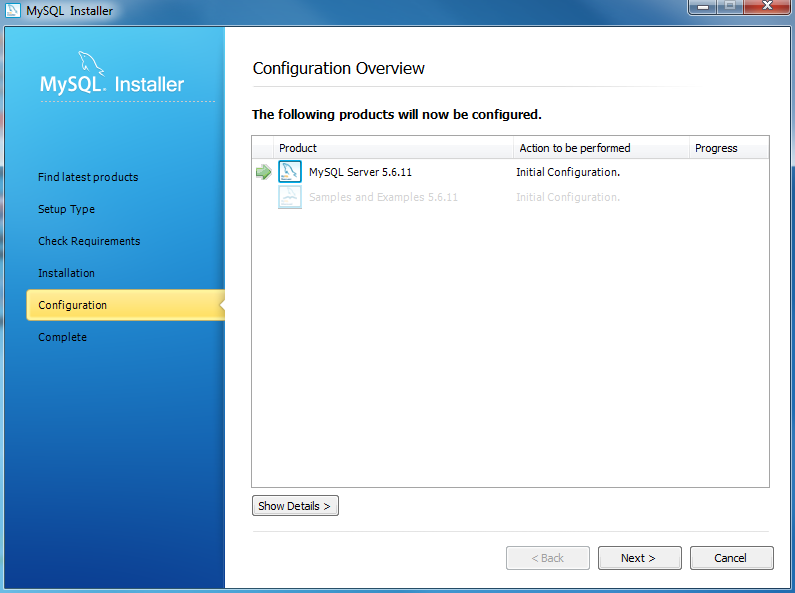 MySQL Installer
MySQL. Installer
Find latest products
Setup Type
Check Requirements
Installation
Configuration
Complete
Configuration Overview
The following products will now be configured.
Product Action to be performed Progress
MySQL Server 5.6.11 Initial Configuration.
Samples and Examples 5.6.11 Initial Configuration.
Show Details >
< Back Next > Cancel